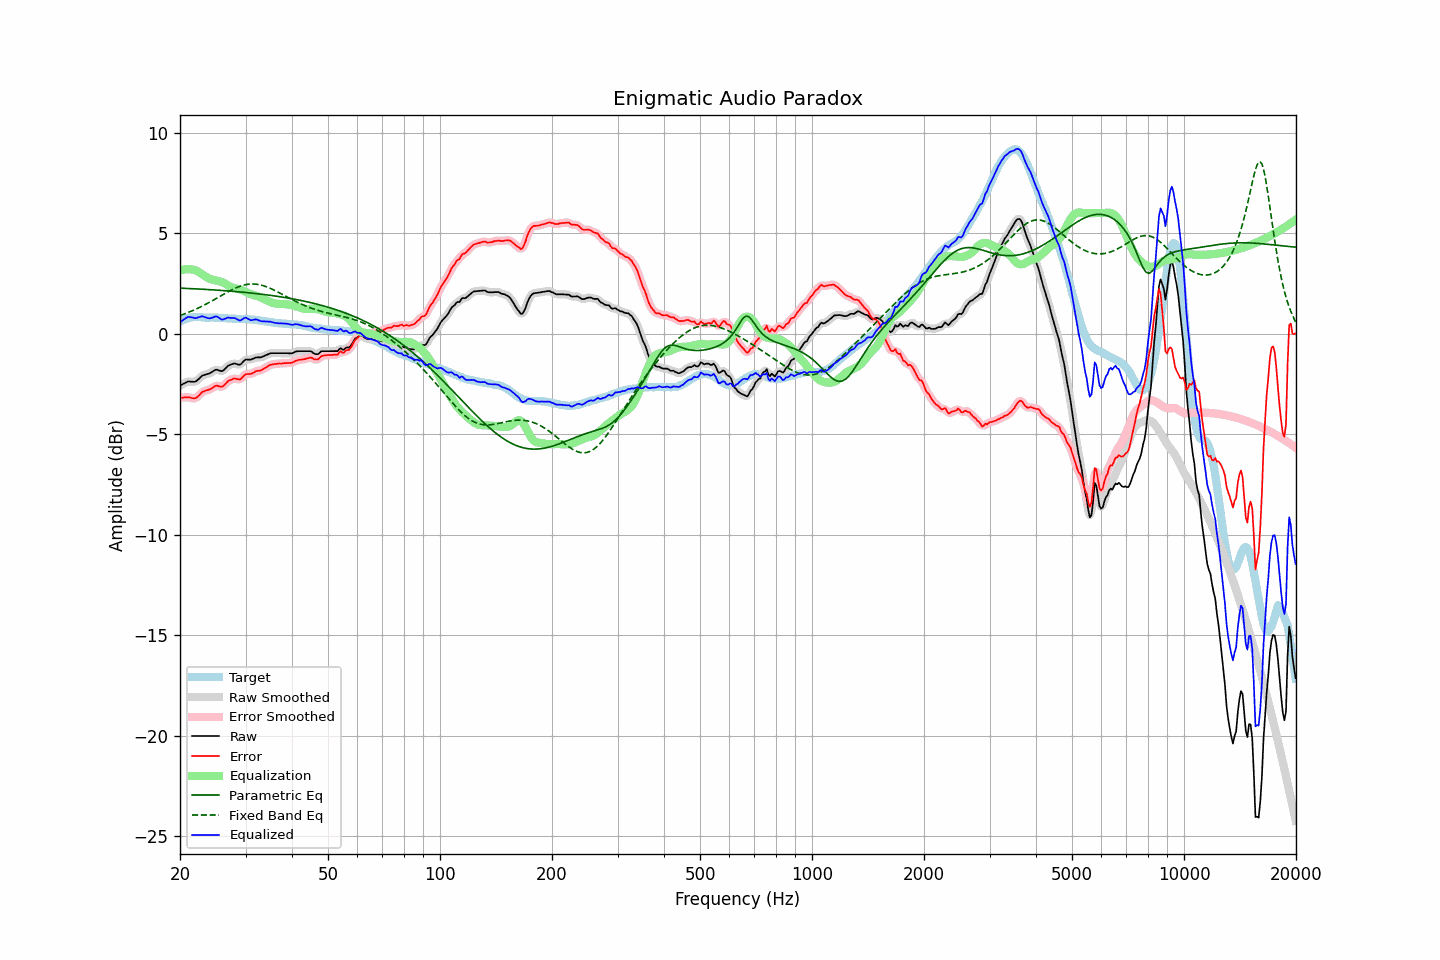 Enigmatic Audio Paradox
Amplitude (dBr)
10
5
0
−5
−10
−15
−20
−25
Target
Raw Smoothed
Error Smoothed
Raw
Error
Equalization
Parametric Eq
Fixed Band Eq
Equalized
20 50 100 200 500 1000 2000 5000 10000 20000
Frequency (Hz)